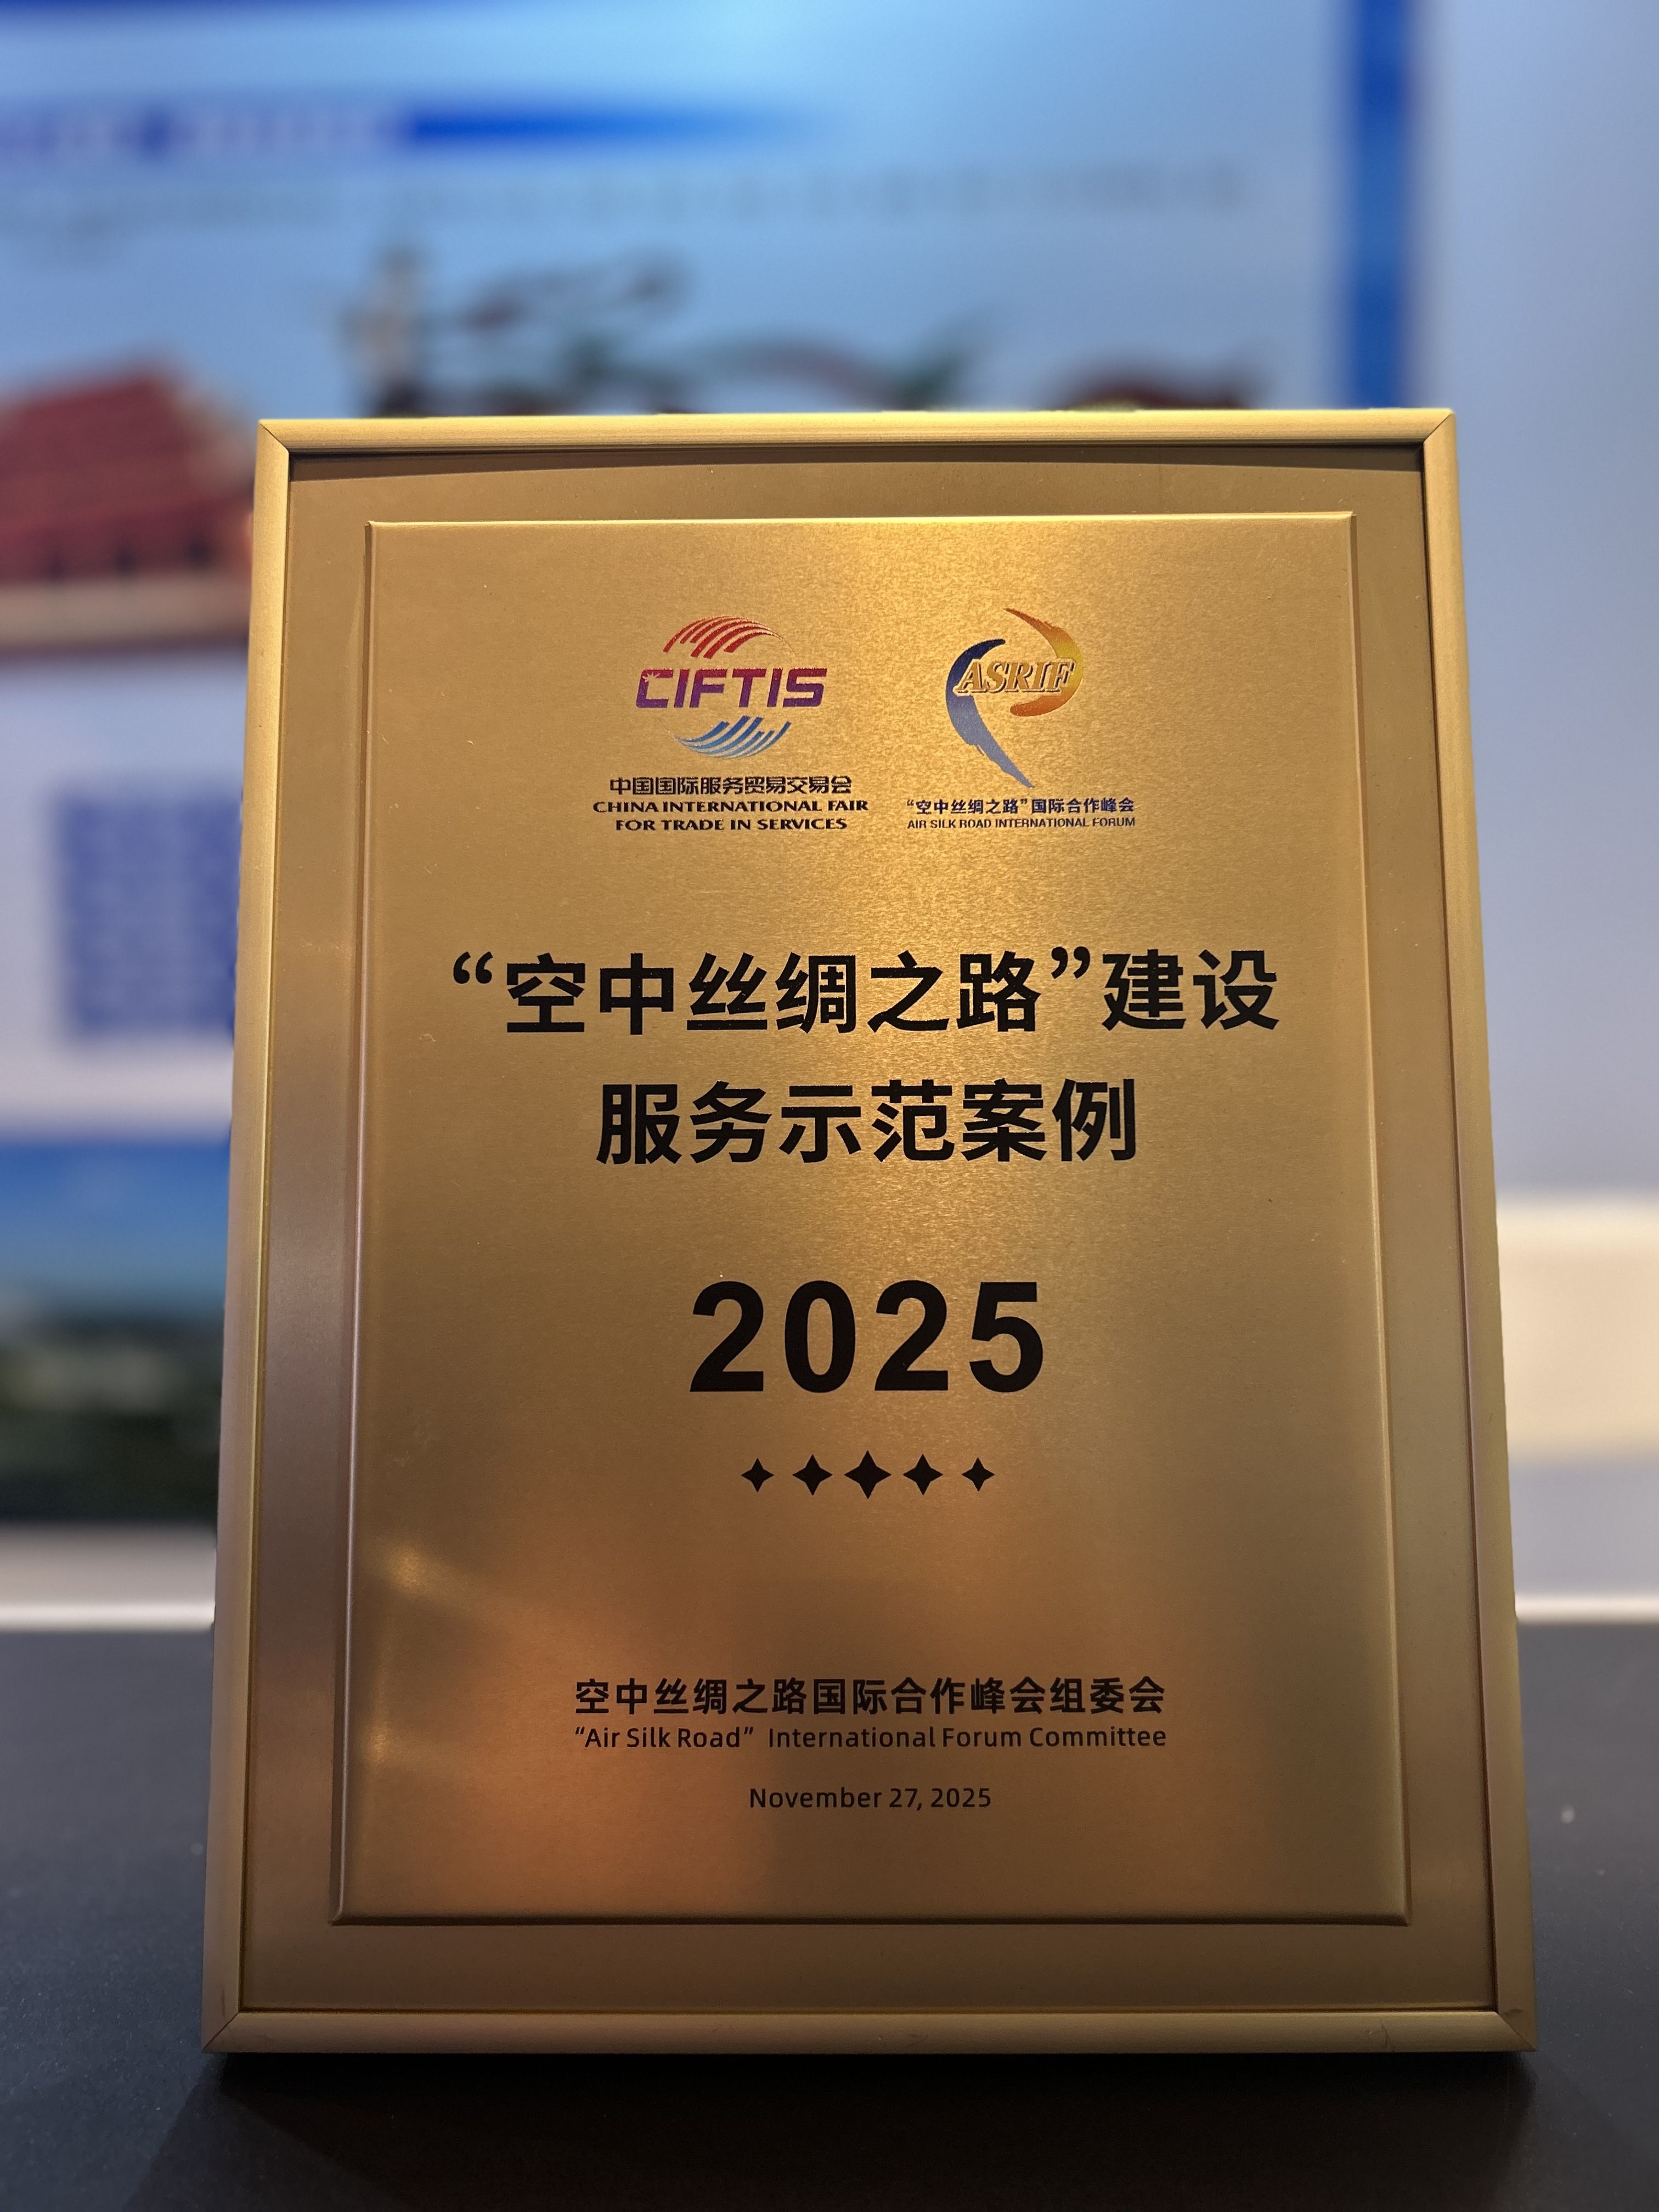 CIFTIS
中国国际服务贸易交易会
CHINA INTERNATIONAL FAIR
FOR TRADE IN SERVICES
ASRIF
“空中丝绸之路”国际合作峰会
AIR SILK ROAD INTERNATIONAL FORUM
“空中丝绸之路”建设
服务示范案例
2025
空中丝绸之路国际合作峰会组委会
“Air Silk Road” International Forum Committee
November 27, 2025